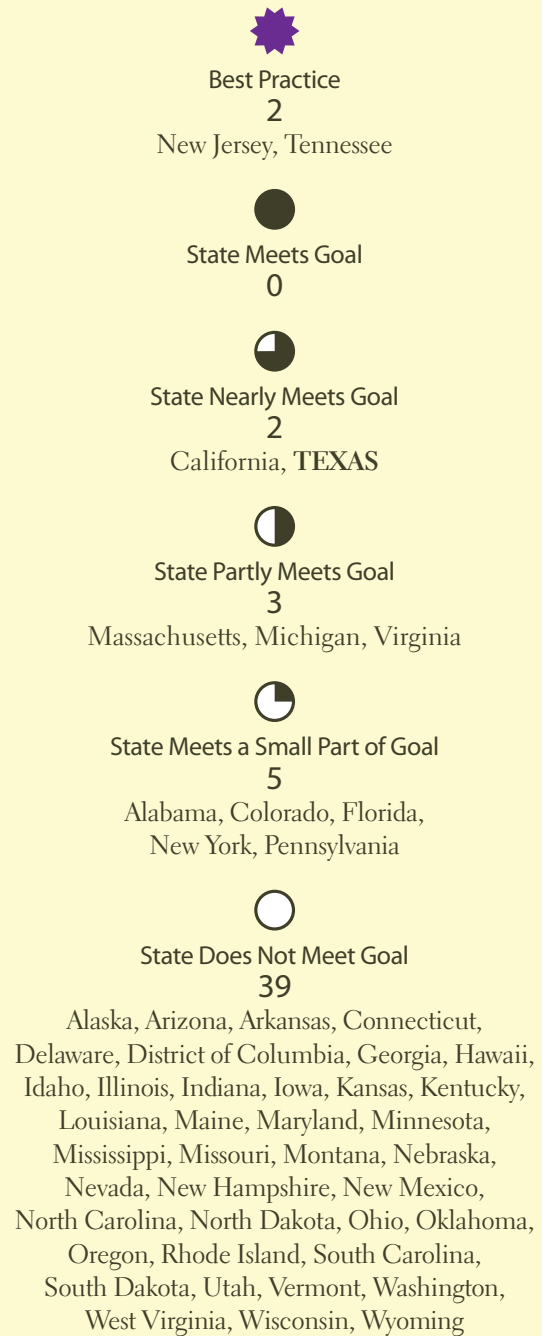 Best Practice
2
New Jersey, Tennessee
State Meets Goal
0
State Nearly Meets Goal
2
California, TEXAS
State Partly Meets Goal
3
Massachusetts, Michigan, Virginia
State Meets a Small Part of Goal
5
Alabama, Colorado, Florida,
New York, Pennsylvania
State Does Not Meet Goal
39
Alaska, Arizona, Arkansas, Connecticut,
Delaware, District of Columbia, Georgia, Hawaii,
Idaho, Illinois, Indiana, Iowa, Kansas, Kentucky,
Louisiana, Maine, Maryland, Minnesota,
Mississippi, Missouri, Montana, Nebraska,
Nevada, New Hampshire, New Mexico,
North Carolina, North Dakota, Ohio, Oklahoma,
Oregon, Rhode Island, South Carolina,
South Dakota, Utah, Vermont, Washington,
West Virginia, Wisconsin, Wyoming